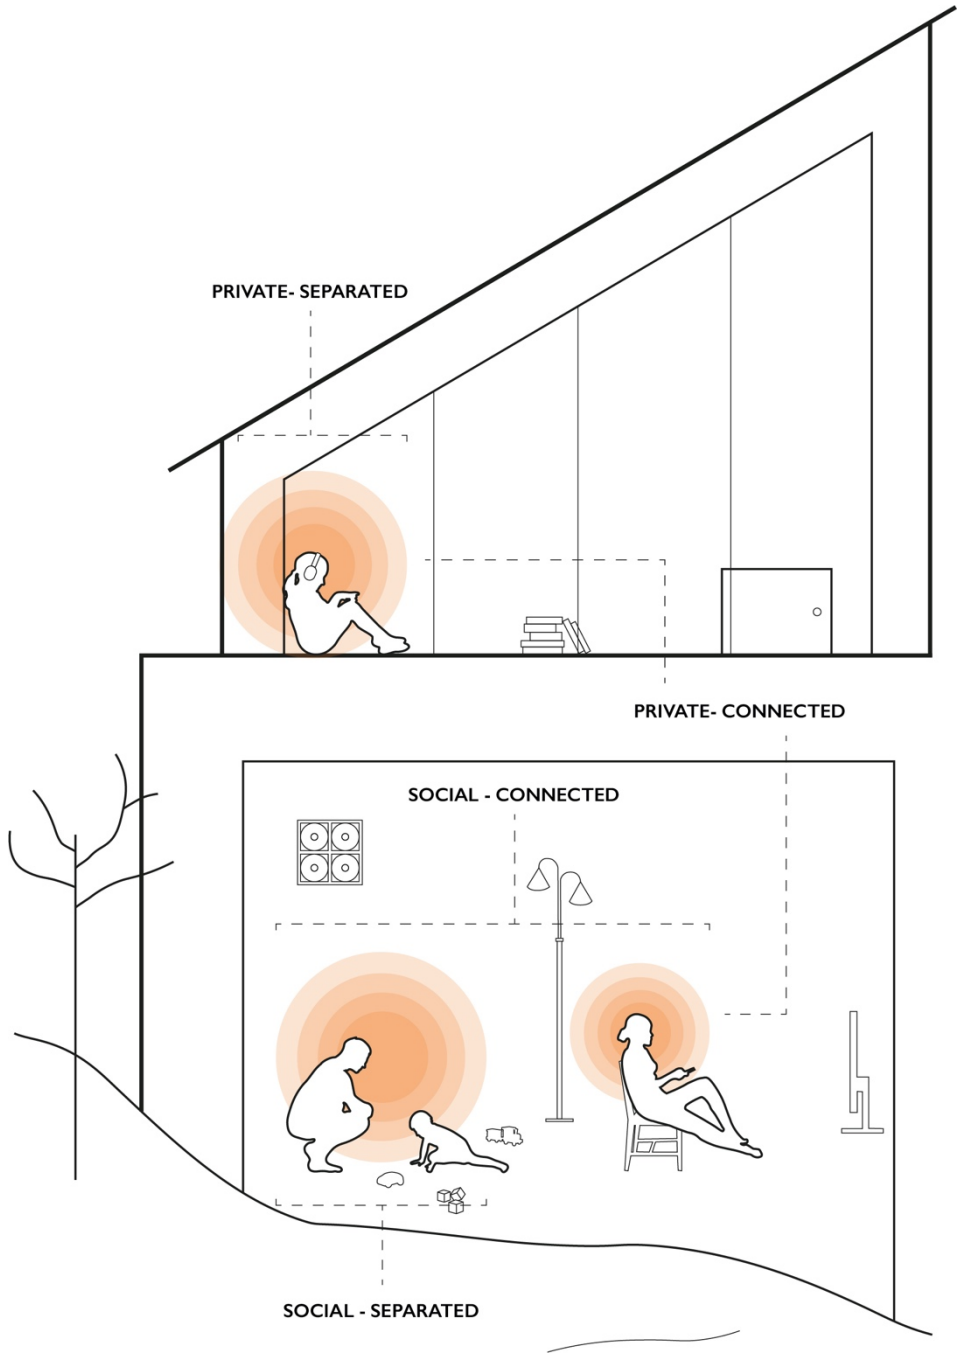 PRIVATE- SEPARATED
PRIVATE- CONNECTED
SOCIAL - CONNECTED
SOCIAL - SEPARATED